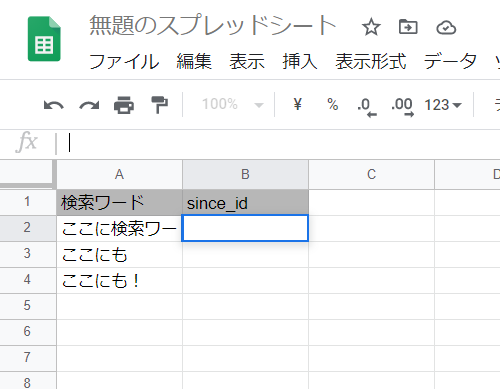 無題のスプレッドシート
ファイル 編集 表示 挿入 表示形式 データ
100% ¥ % .0 .00 123
fx
A B C
1 検索ワード since_id
2 ここに検索ワー
3 ここにも
4 ここにも！
5
6
7
8